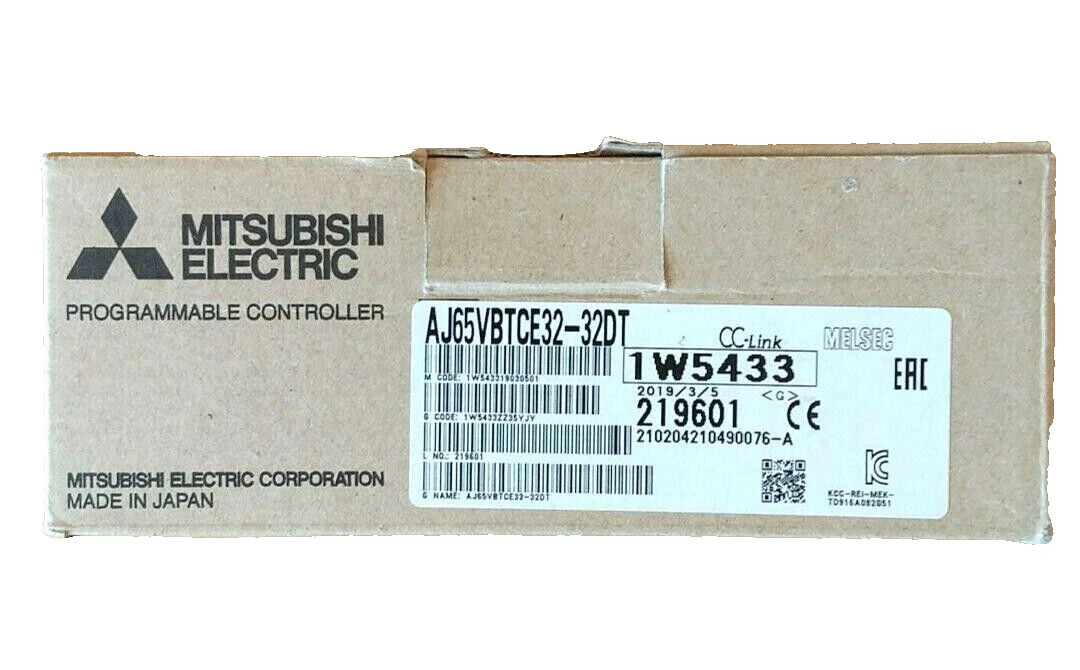 MITSUBISHI
ELECTRIC
PROGRAMMABLE CONTROLLER
MITSUBISHI ELECTRIC CORPORATION
MADE IN JAPAN
AJ65VBTCE32-32DT
CC-Link
MELSEC
M CODE: 1W543319030501
1W5433
2019/3/5 <G>
G CODE: 1W5433ZZ35YJY
219601
CE
EAC
210204210490076-A
L NO.: 219601
G NAME: AJ65VBTCE32-32DT
KCC-REI-MEK-
TD916A082G51